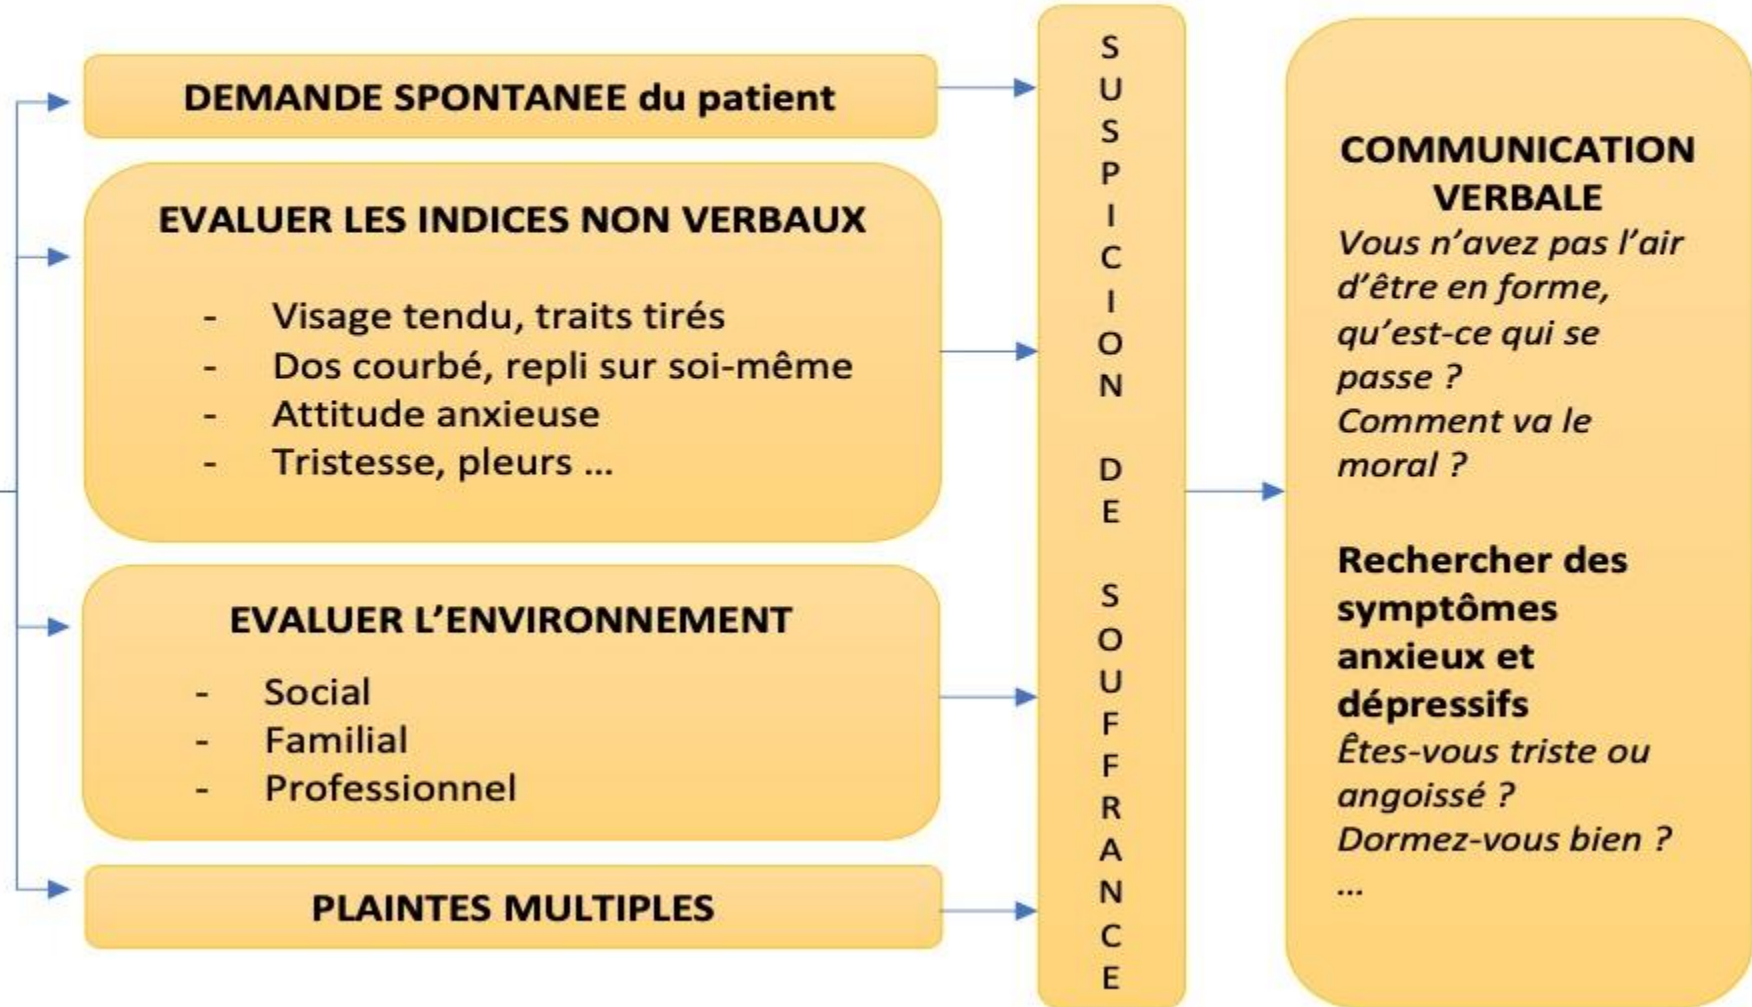 DEMANDE SPONTANEE du patient
EVALUER LES INDICES NON VERBAUX
- Visage tendu, traits tirés
- Dos courbé, repli sur soi-même
- Attitude anxieuse
- Tristesse, pleurs ...
EVALUER L’ENVIRONNEMENT
- Social
- Familial
- Professionnel
PLAINTES MULTIPLES
SUSPICION DE SOUFFRANCE
COMMUNICATION
VERBALE
Vous n’avez pas l’air
d’être en forme,
qu’est-ce qui se
passe ?
Comment va le
moral ?
Rechercher des
symptômes
anxieux et
dépressifs
Êtes-vous triste ou
angoissé ?
Dormez-vous bien ?
...